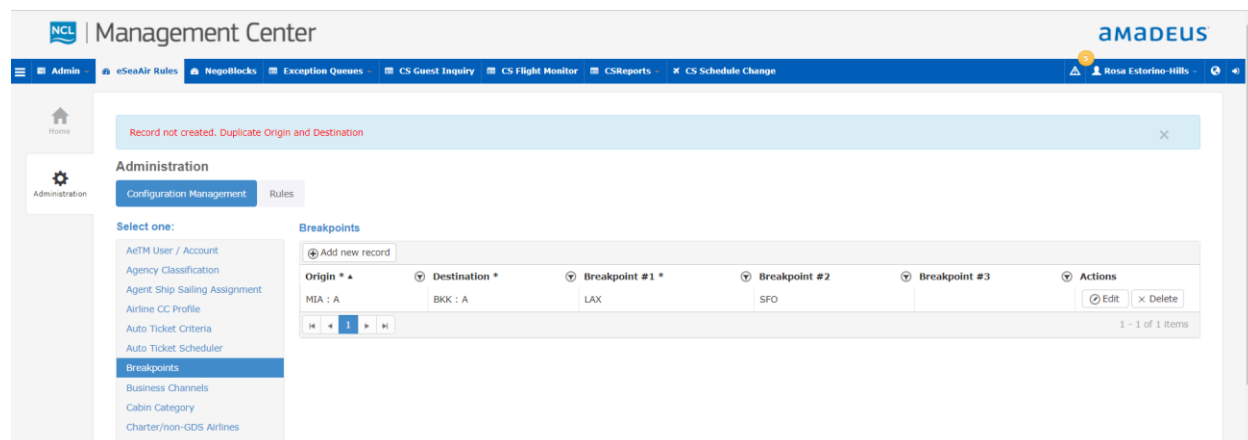 NCL | Management Center
amadeus
Admin eSeaAir Rules NegoBlocks Exception Queues CS Guest Inquiry CS Flight Monitor CSReports CS Schedule Change 5 Rosa Estorino-Hills
Home
Record not created. Duplicate Origin and Destination ×
Administration
Administration
Configuration Management Rules
Select one:
Breakpoints
AeTM User / Account
Agency Classification
Agent Ship Sailing Assignment
Airline CC Profile
Auto Ticket Criteria
Auto Ticket Scheduler
Breakpoints
Business Channels
Cabin Category
Charter/non-GDS Airlines
Add new record
Origin * Destination * Breakpoint #1 * Breakpoint #2 Breakpoint #3 Actions
MIA : A BKK : A LAX SFO Edit × Delete
1 1 - 1 of 1 items